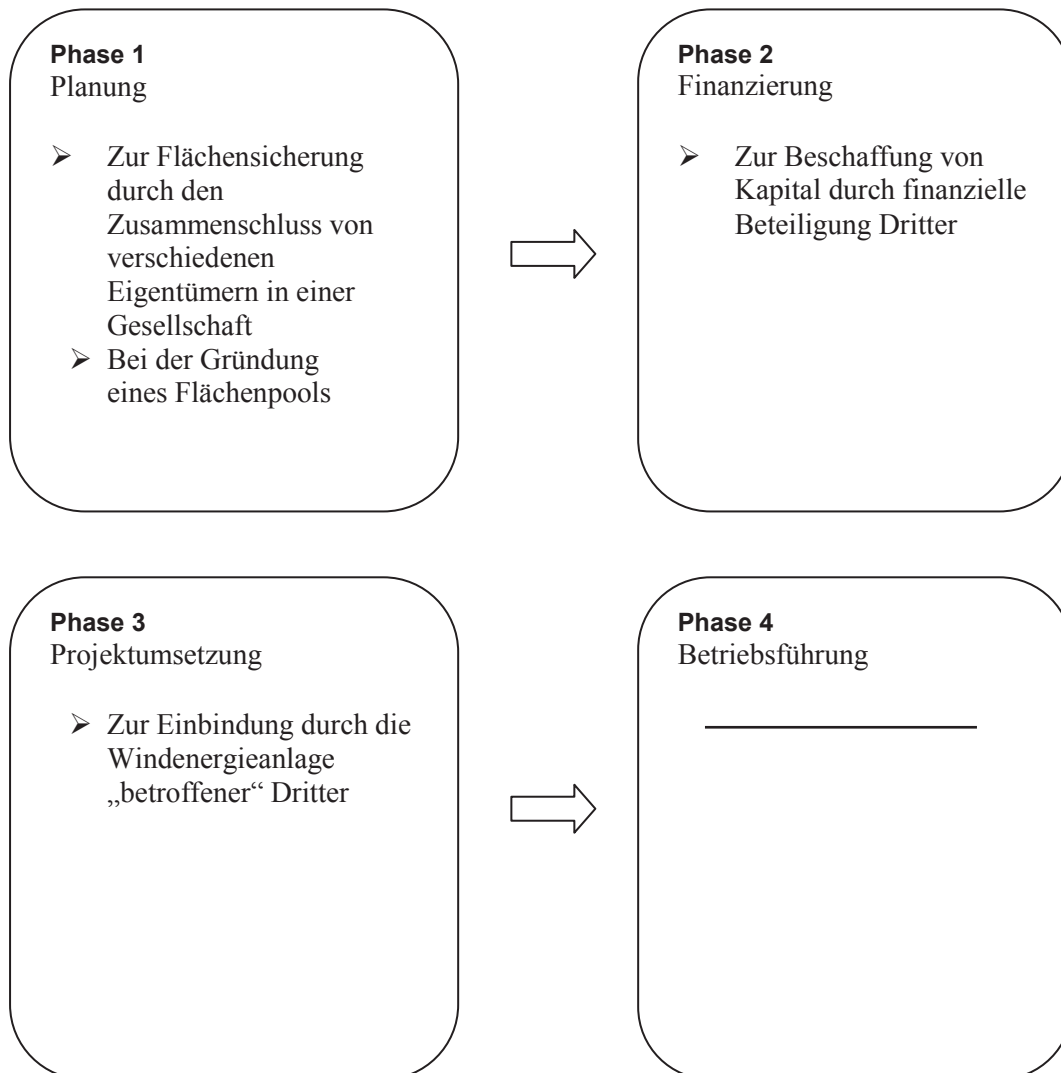 Phase 1
Planung
➢ Zur Flächensicherung
durch den
Zusammenschluss von
verschiedenen
Eigentümern in einer
Gesellschaft
➢ Bei der Gründung
eines Flächenpools
Phase 2
Finanzierung
➢ Zur Beschaffung von
Kapital durch finanzielle
Beteiligung Dritter
Phase 3
Projektumsetzung
➢ Zur Einbindung durch die
Windenergieanlage
„betroffener“ Dritter
Phase 4
Betriebsführung